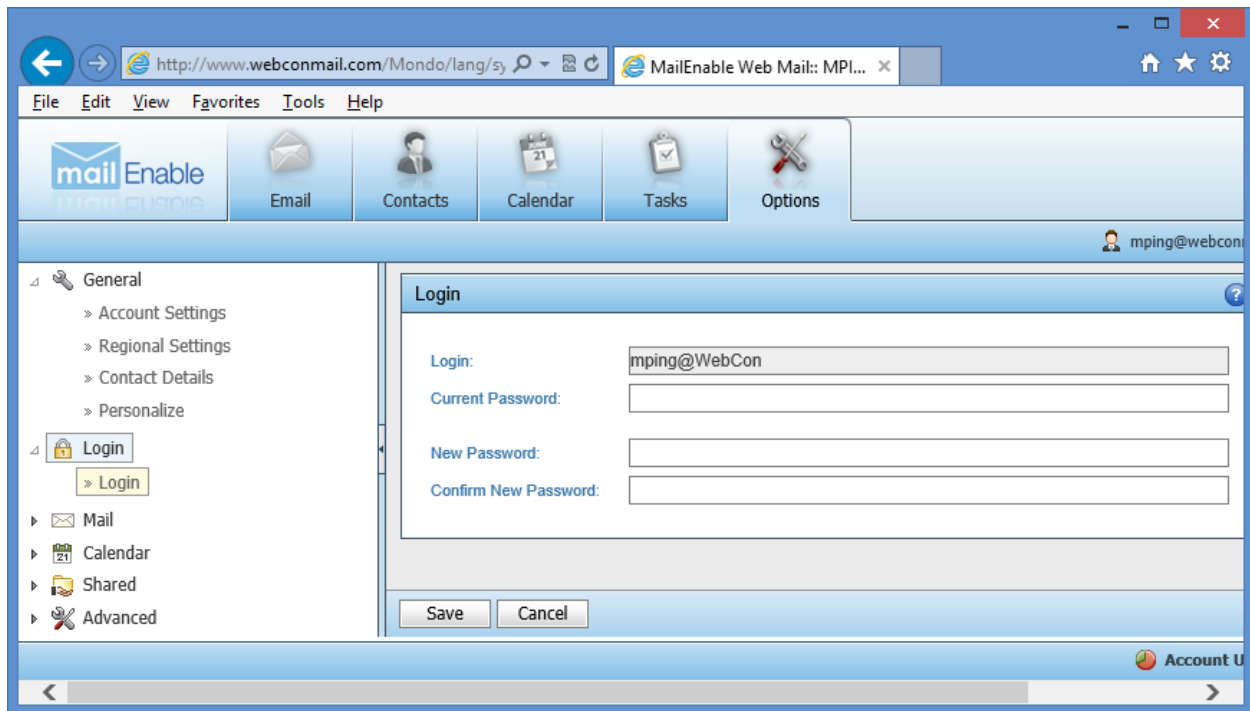 http://www.webconmail.com/Mondo/lang/sy
MailEnable Web Mail:: MPI...
File Edit View Favorites Tools Help
mail Enable
Email Contacts Calendar Tasks Options
21
mping@webconm
General
» Account Settings
» Regional Settings
» Contact Details
» Personalize
Login
» Login
Mail
Calendar
Shared
Advanced
Login
Login: mping@WebCon
Current Password:
New Password:
Confirm New Password:
Save Cancel
Account U